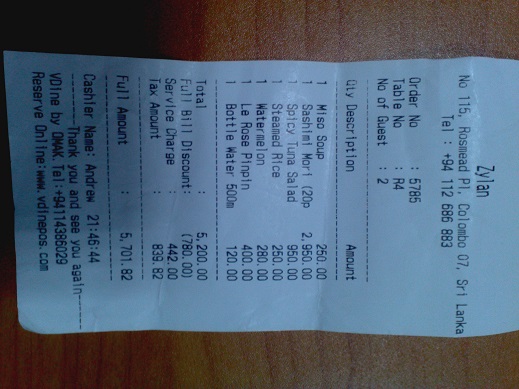 Zylan
No 115, Rosmead Pl, Colombo 07, Sri Lanka
Tel : +94 112 686 883
Order No : 5785
Table No : R4
No of Guest : 2
Qty Description Amount
1 Miso Soup 250.00
1 Sashimi Mori (20p 2,950.00
1 Spicy Tuna Salad 950.00
1 Steamed Rice 250.00
1 Watermelon 280.00
1 Le Rose Pinpin 400.00
1 Bottle Water 500m 120.00
Total : 5,200.00
Full Bill Discount: (780.00)
Service Charge : 442.00
Tax Amount : 839.82
Full Amount : 5,701.82
Cashier Name: Andrew 21:46:44
--------Thank you and see you again------
VDine by OMAK.Tel:+94114386029
Reserve Online:www.vdinepos.com